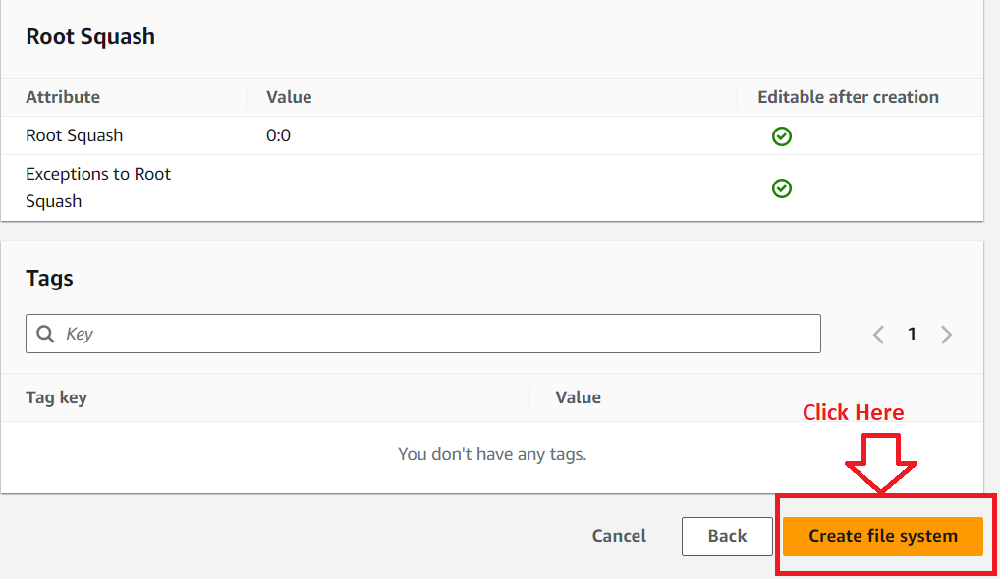 Root Squash
Attribute Value Editable after creation
Root Squash 0:0
Exceptions to Root
Squash
Tags
Key 1
Tag key Value
Click Here
You don't have any tags.
Cancel Back Create file system